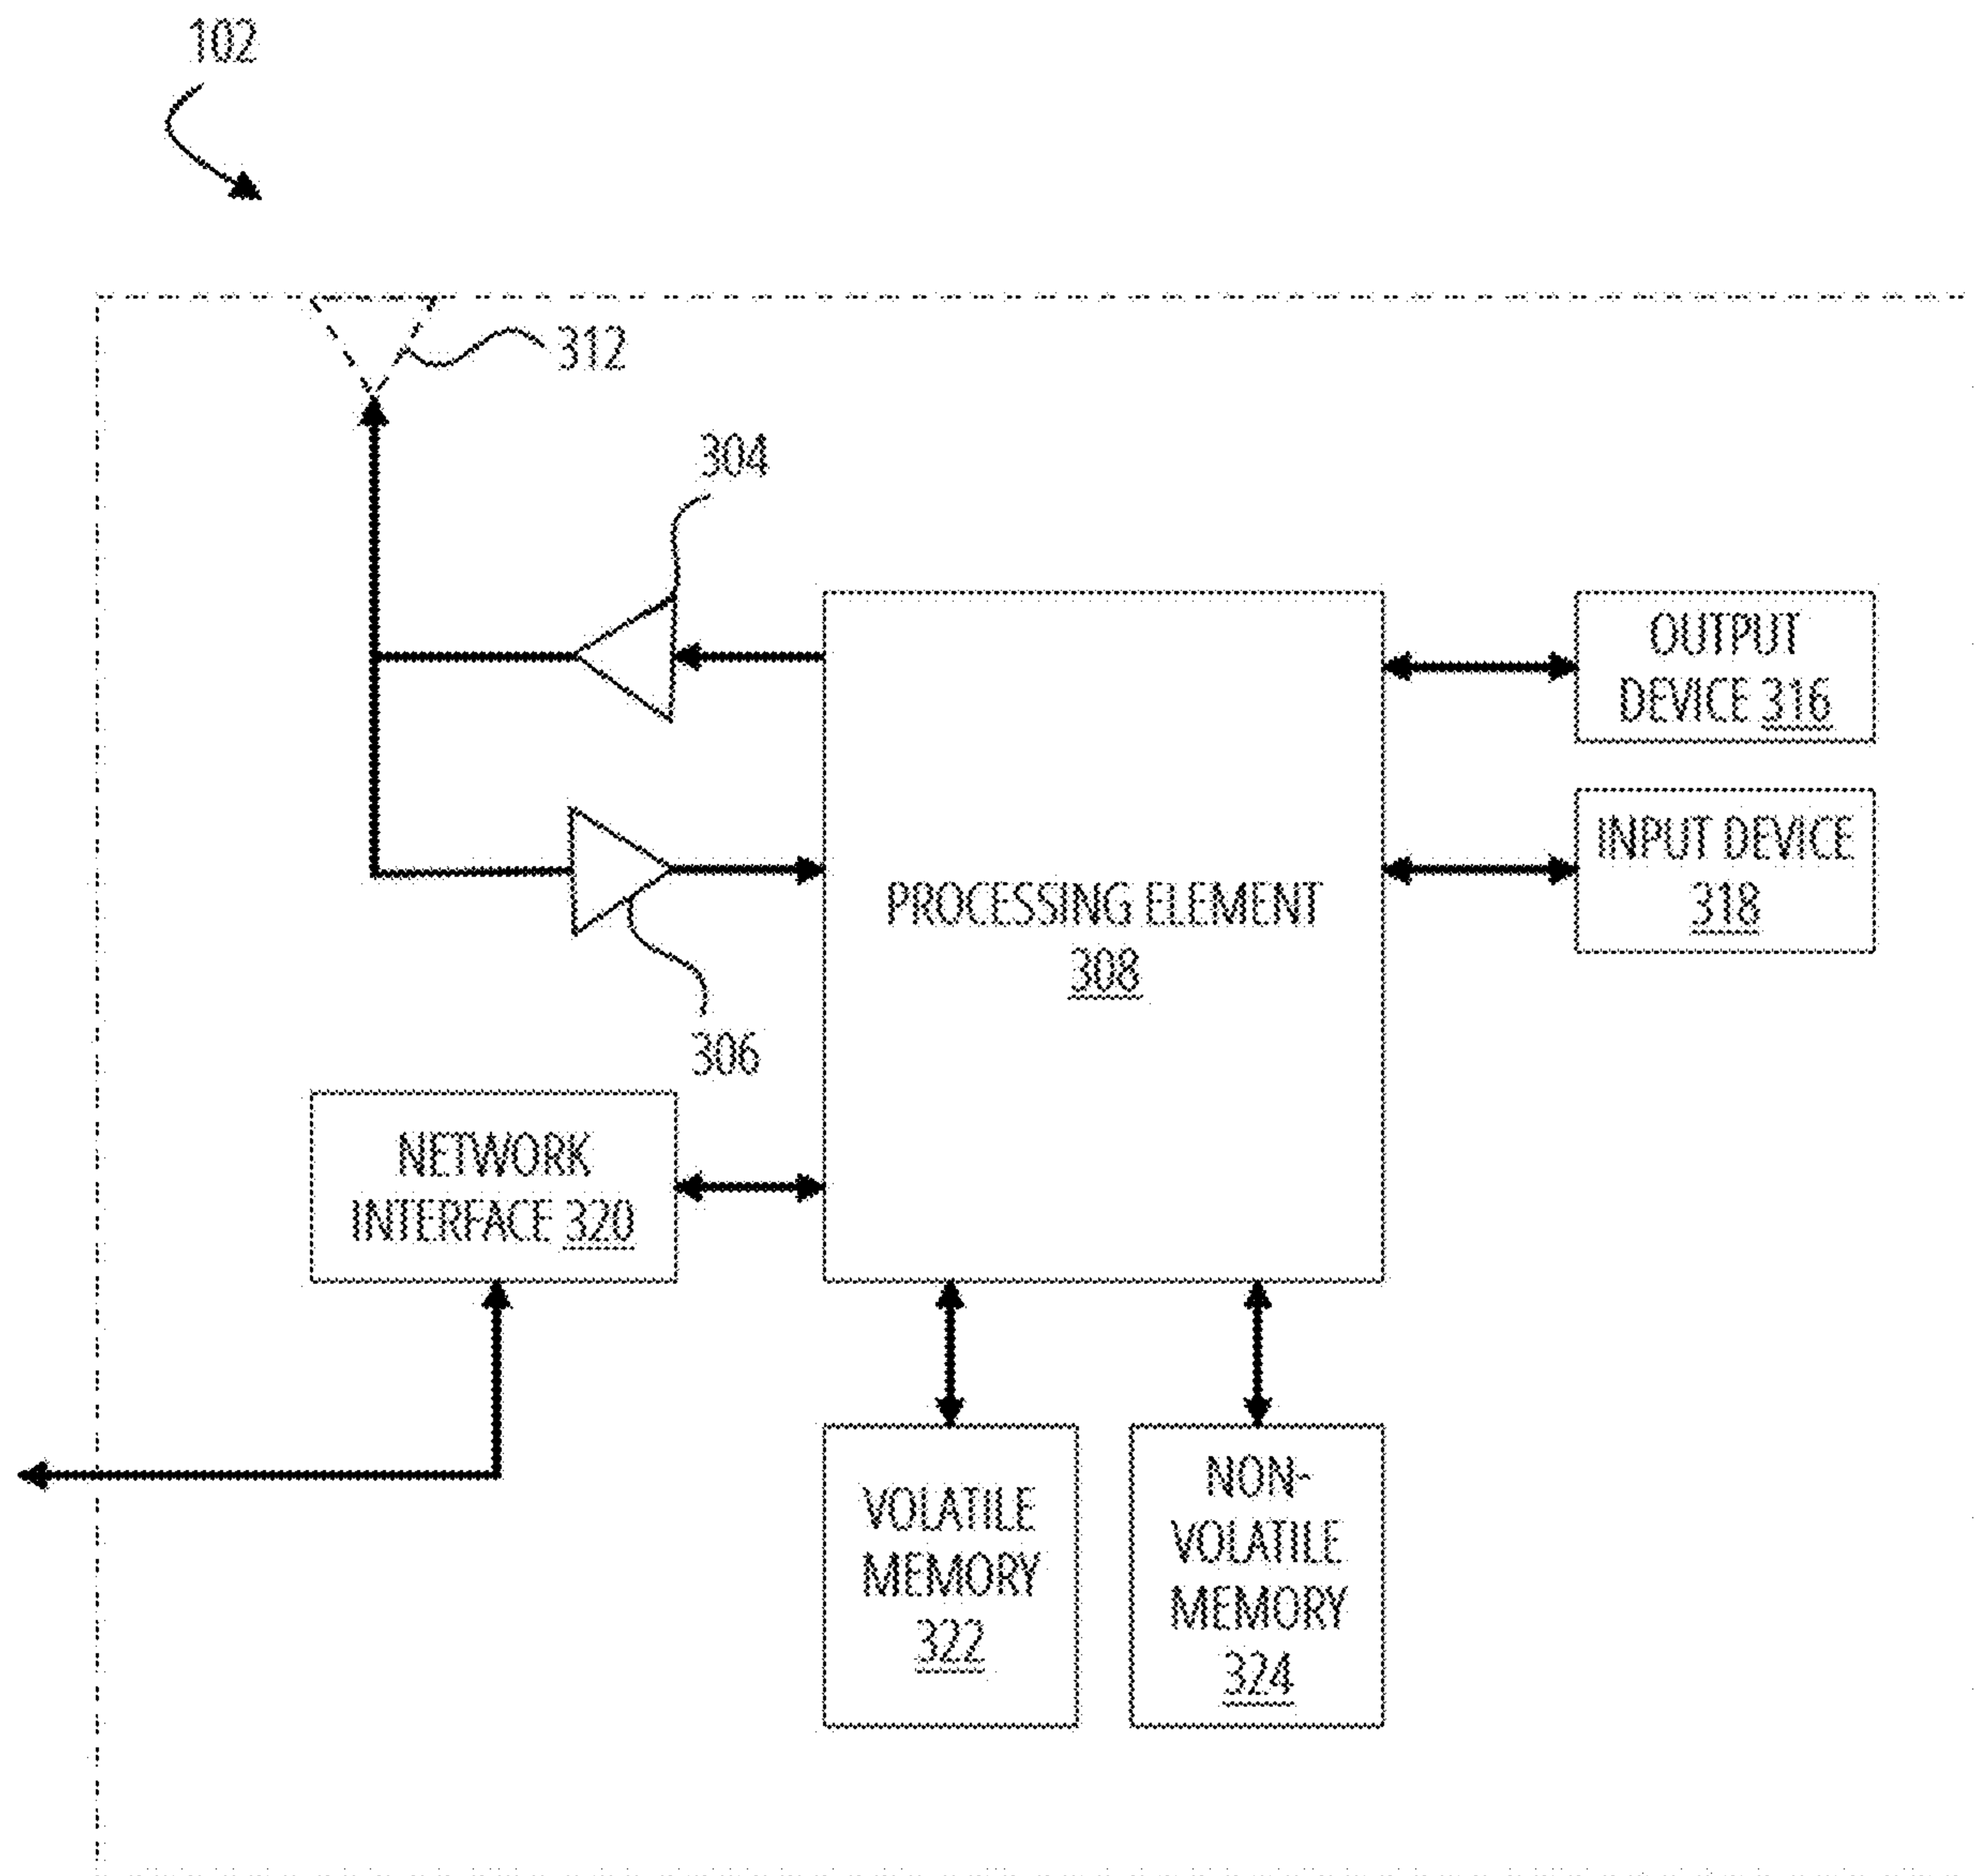 102
312
304
OUTPUT
DEVICE 316
INPUT DEVICE
318
PROCESSING ELEMENT
308
306
NETWORK
INTERFACE 320
VOLATILE
MEMORY
322
NON-
VOLATILE
MEMORY
324